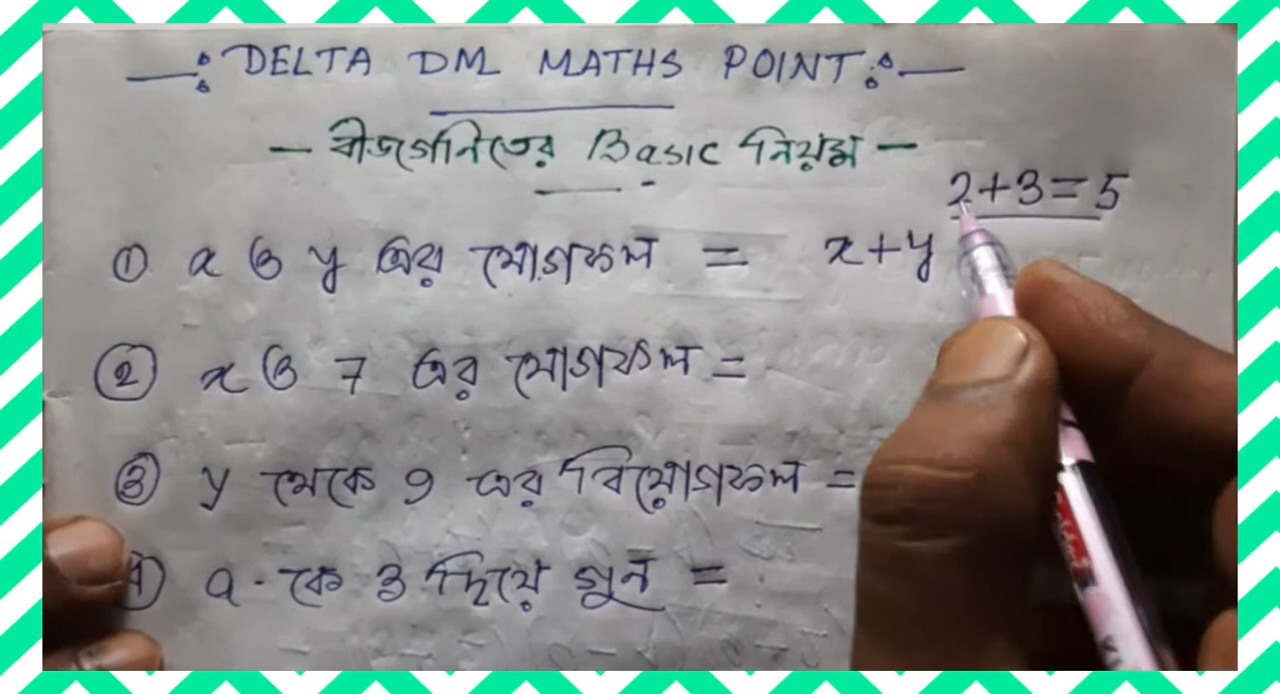 —: DELTA DM MATHS POINT :—
— বীজগনিতের Basic নিয়ম —
2+3=5
① x ও y এর যোগফল = x+y
② x ও 7 এর যোগফল =
③ y থেকে 9 এর বিয়োগফল =
④ a - কে 3 দিয়ে গুন =